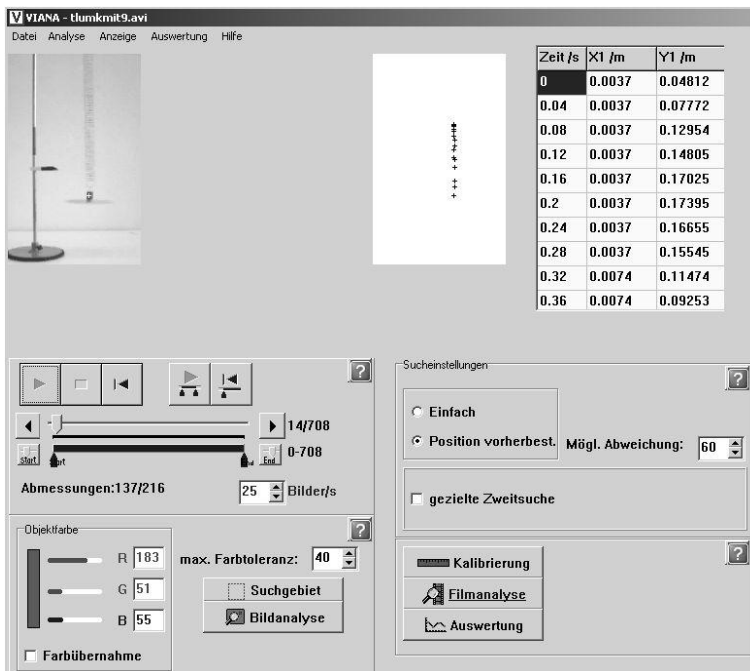 VIANA - tlumkmit9.avi
Datei Analyse Anzeige Auswertung Hilfe
Zeit /s X1 /m Y1 /m
0 0.0037 0.04812
0.04 0.0037 0.07772
0.08 0.0037 0.12954
0.12 0.0037 0.14805
0.16 0.0037 0.17025
0.2 0.0037 0.17395
0.24 0.0037 0.16655
0.28 0.0037 0.15545
0.32 0.0074 0.11474
0.36 0.0074 0.09253
?
14/708
Start
End
0-708
Abmessungen:137/216
25 Bilder/s
Sucheinstellungen
?
Einfach
Position vorherbest.
Mögl. Abweichung: 60
gezielte Zweitsuche
Objektfarbe
?
R 183
G 51
B 55
Farbübernahme
max. Farbtoleranz: 40
Suchgebiet
Bildanalyse
?
Kalibrierung
Filmanalyse
Auswertung